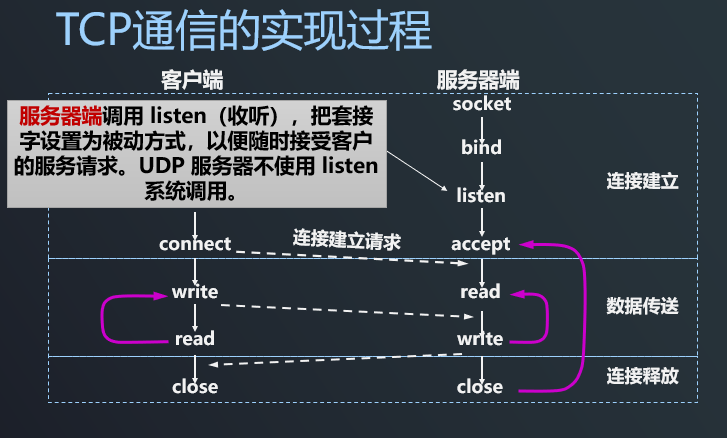 TCP通信的实现过程
客户端
服务器端
服务器端调用 listen（收听），把套接
字设置为被动方式，以便随时接受客户
的服务请求。UDP 服务器不使用 listen
系统调用。
socket
bind
listen
连接建立
connect
连接建立请求
accept
write
read
数据传送
read
write
close
close
连接释放